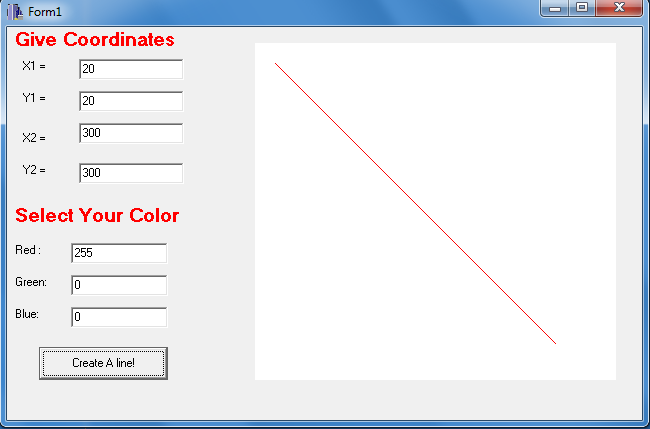 Form1
Give Coordinates
X1 = 20
Y1 = 20
X2 = 300
Y2 = 300
Select Your Color
Red : 255
Green: 0
Blue: 0
Create A line!